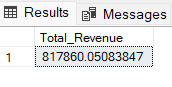 Results Messages
Total_Revenue
1 817860.05083847